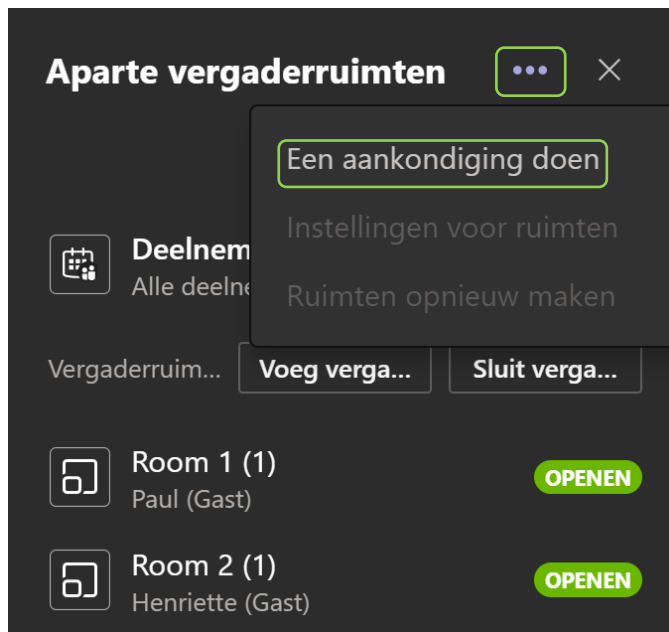 Aparte vergaderruimten
Een aankondiging doen
Instellingen voor ruimten
Ruimten opnieuw maken
Deelnem
Alle deelne
Vergaderruim... Voeg verga... Sluit verga...
Room 1 (1)
Paul (Gast)
OPENEN
Room 2 (1)
Henriette (Gast)
OPENEN